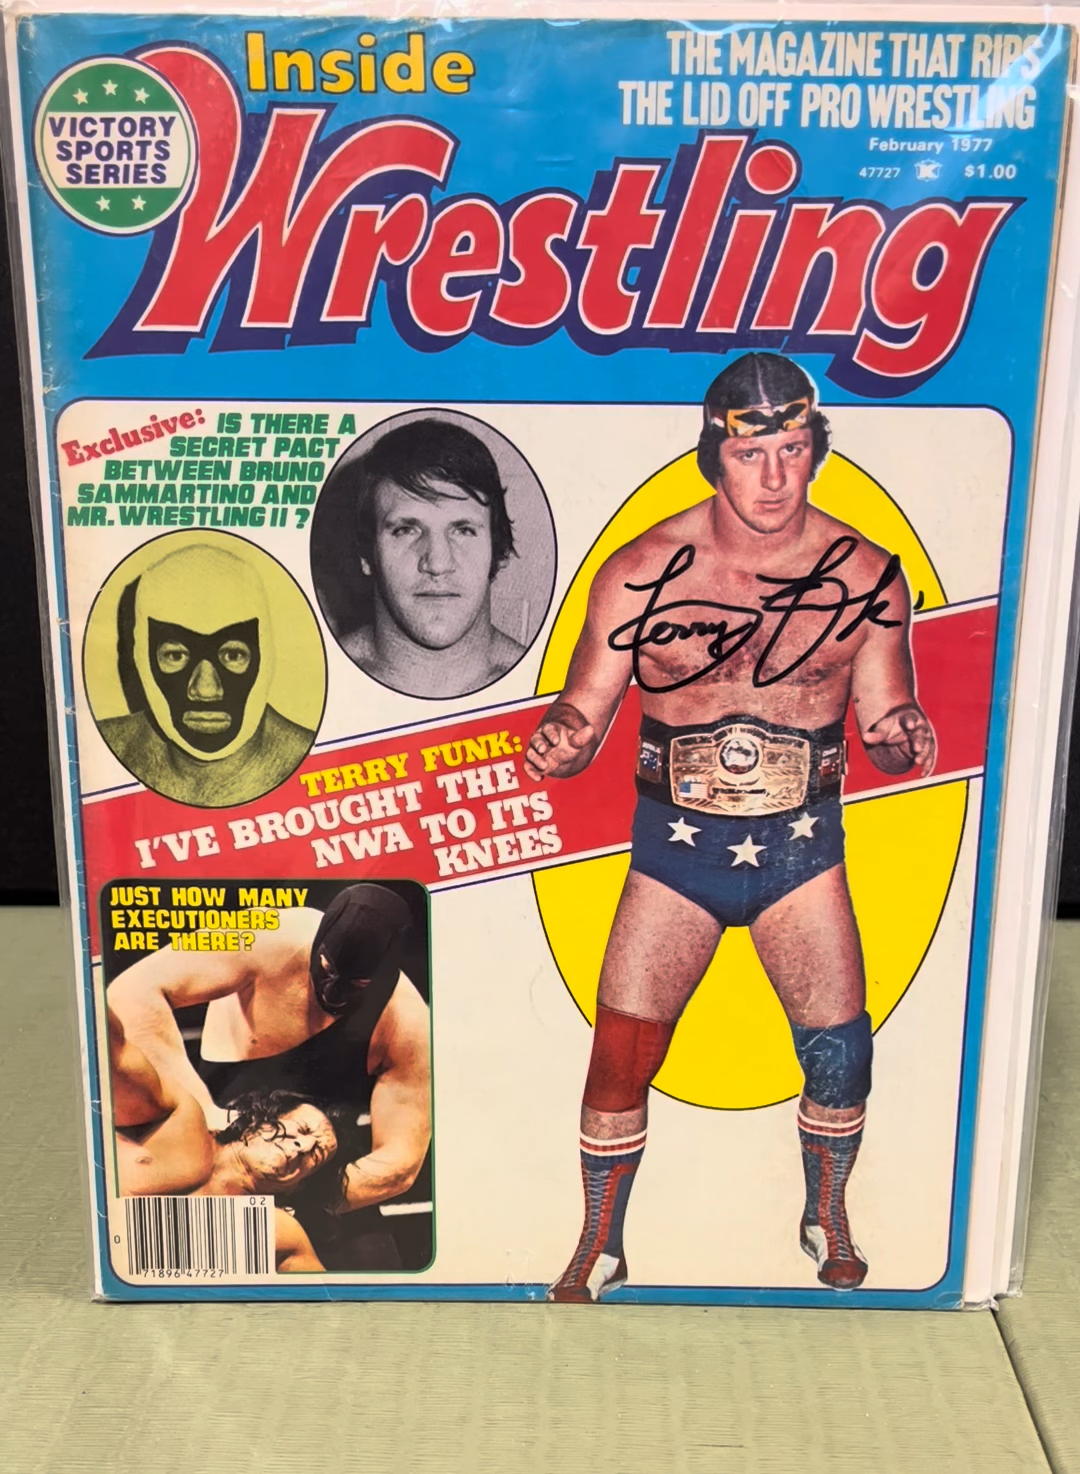 Inside
Wrestling
VICTORY
SPORTS
SERIES
THE MAGAZINE THAT RIPS
THE LID OFF PRO WRESTLING
February 1977
47727 K $1.00
Exclusive: IS THERE A
SECRET PACT
BETWEEN BRUNO
SAMMARTINO AND
MR. WRESTLING II ?
Terry Funk
TERRY FUNK:
I'VE BROUGHT THE
NWA TO ITS
KNEES
JUST HOW MANY
EXECUTIONERS
ARE THERE?
02
0 71896 47727